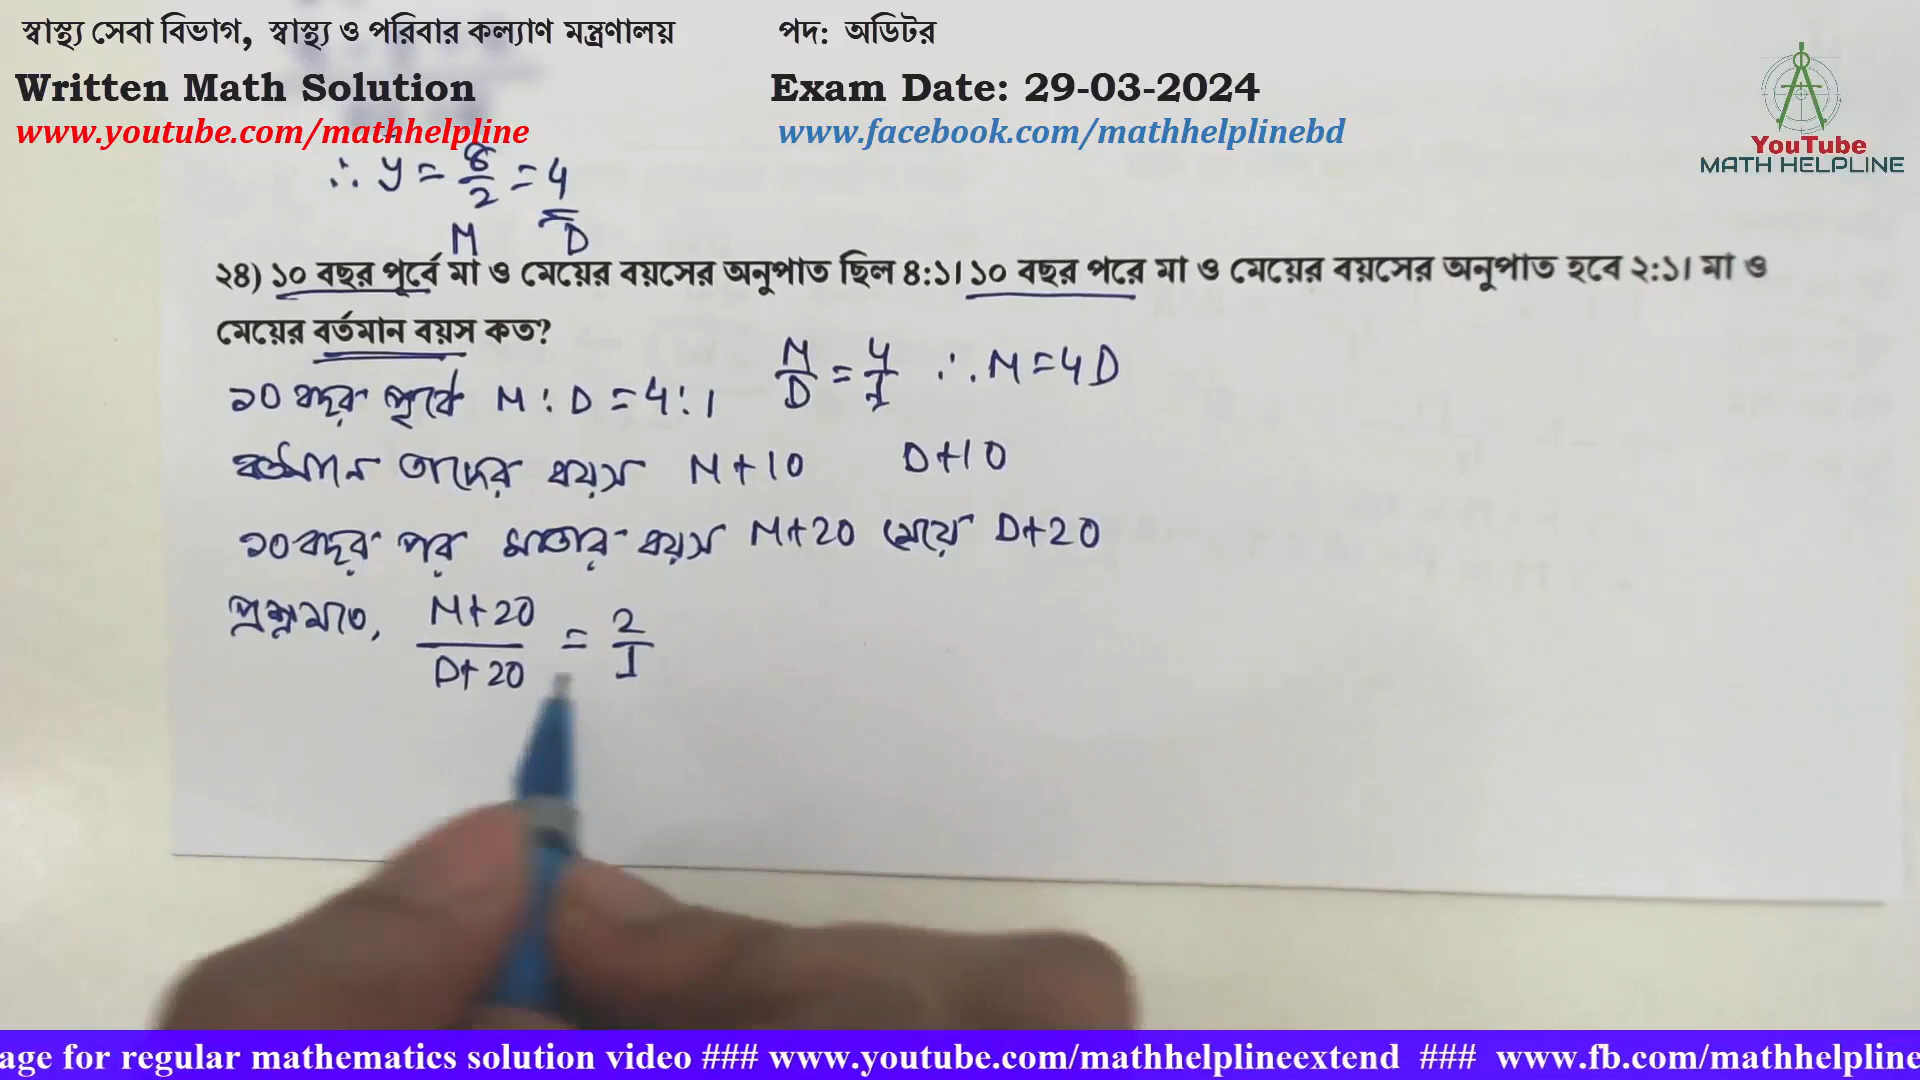 স্বাস্থ্য সেবা বিভাগ, স্বাস্থ্য ও পরিবার কল্যাণ মন্ত্রণালয় পদ: অডিটর
Written Math Solution Exam Date: 29-03-2024
www.youtube.com/mathhelpline www.facebook.com/mathhelplinebd
YouTube
MATH HELPLINE
∴ y = 8/2 = 4
M D
২৪) ১০ বছর পূর্বে মা ও মেয়ের বয়সের অনুপাত ছিল ৪:১। ১০ বছর পরে মা ও মেয়ের বয়সের অনুপাত হবে ২:১। মা ও
মেয়ের বর্তমান বয়স কত?
১০ বছর পূর্বে M : D = 4 : 1 M/D = 4/1 ∴ M = 4D
বর্তমানে তাদের বয়স M+10 D+10
১০ বছর পর মাতার বয়স M+20 মেয়ে D+20
প্রশ্নমতে, M+20/D+20 = 2/1
age for regular mathematics solution video ### www.youtube.com/mathhelplineextend ### www.fb.com/mathhelpline